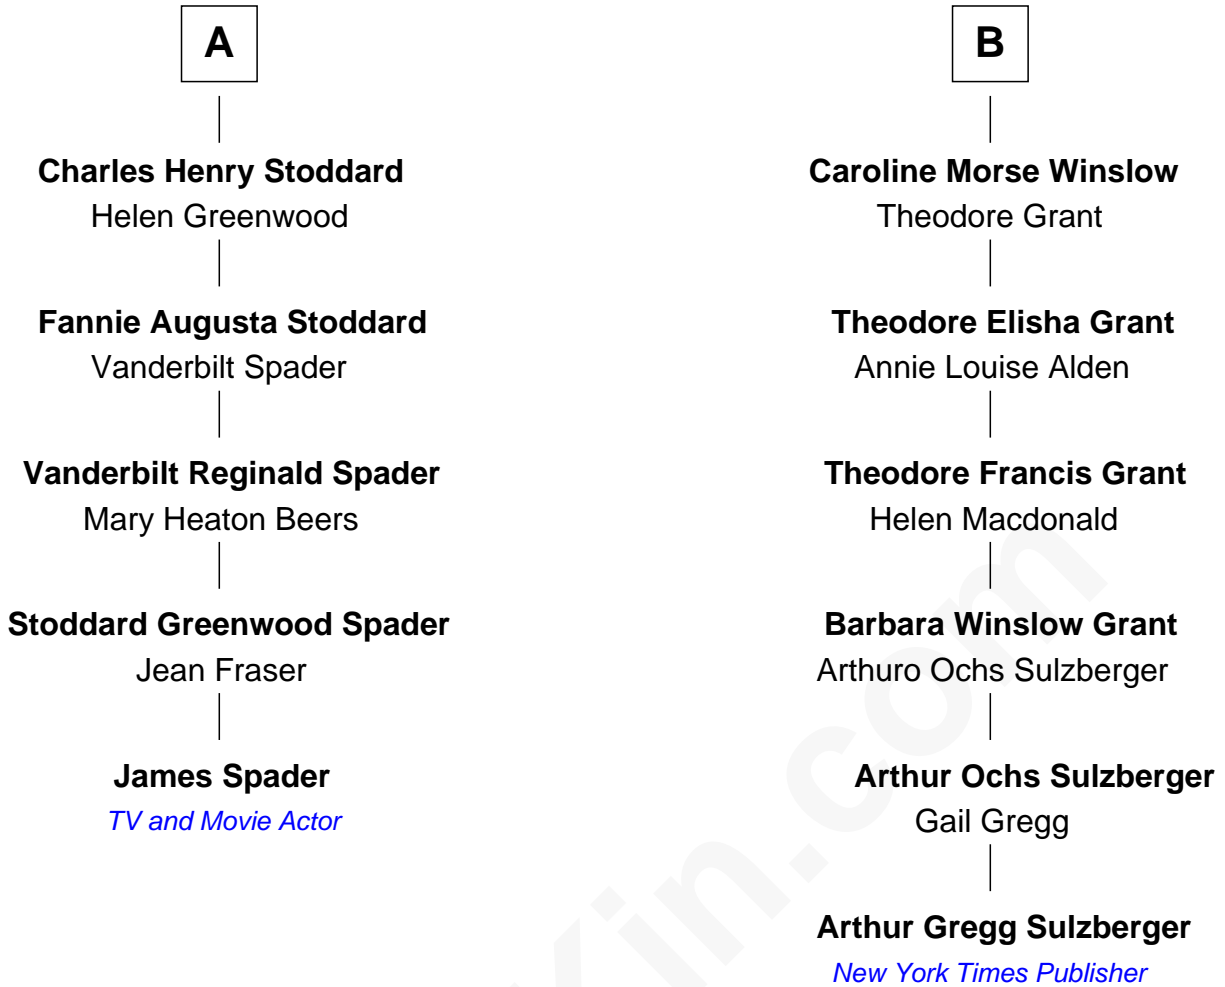 A
Charles Henry Stoddard
Helen Greenwood
Fannie Augusta Stoddard
Vanderbilt Spader
Vanderbilt Reginald Spader
Mary Heaton Beers
Stoddard Greenwood Spader
Jean Fraser
James Spader
TV and Movie Actor
B
Caroline Morse Winslow
Theodore Grant
Theodore Elisha Grant
Annie Louise Alden
Theodore Francis Grant
Helen Macdonald
Barbara Winslow Grant
Arthuro Ochs Sulzberger
Arthur Ochs Sulzberger
Gail Gregg
Arthur Gregg Sulzberger
New York Times Publisher
Kin.com